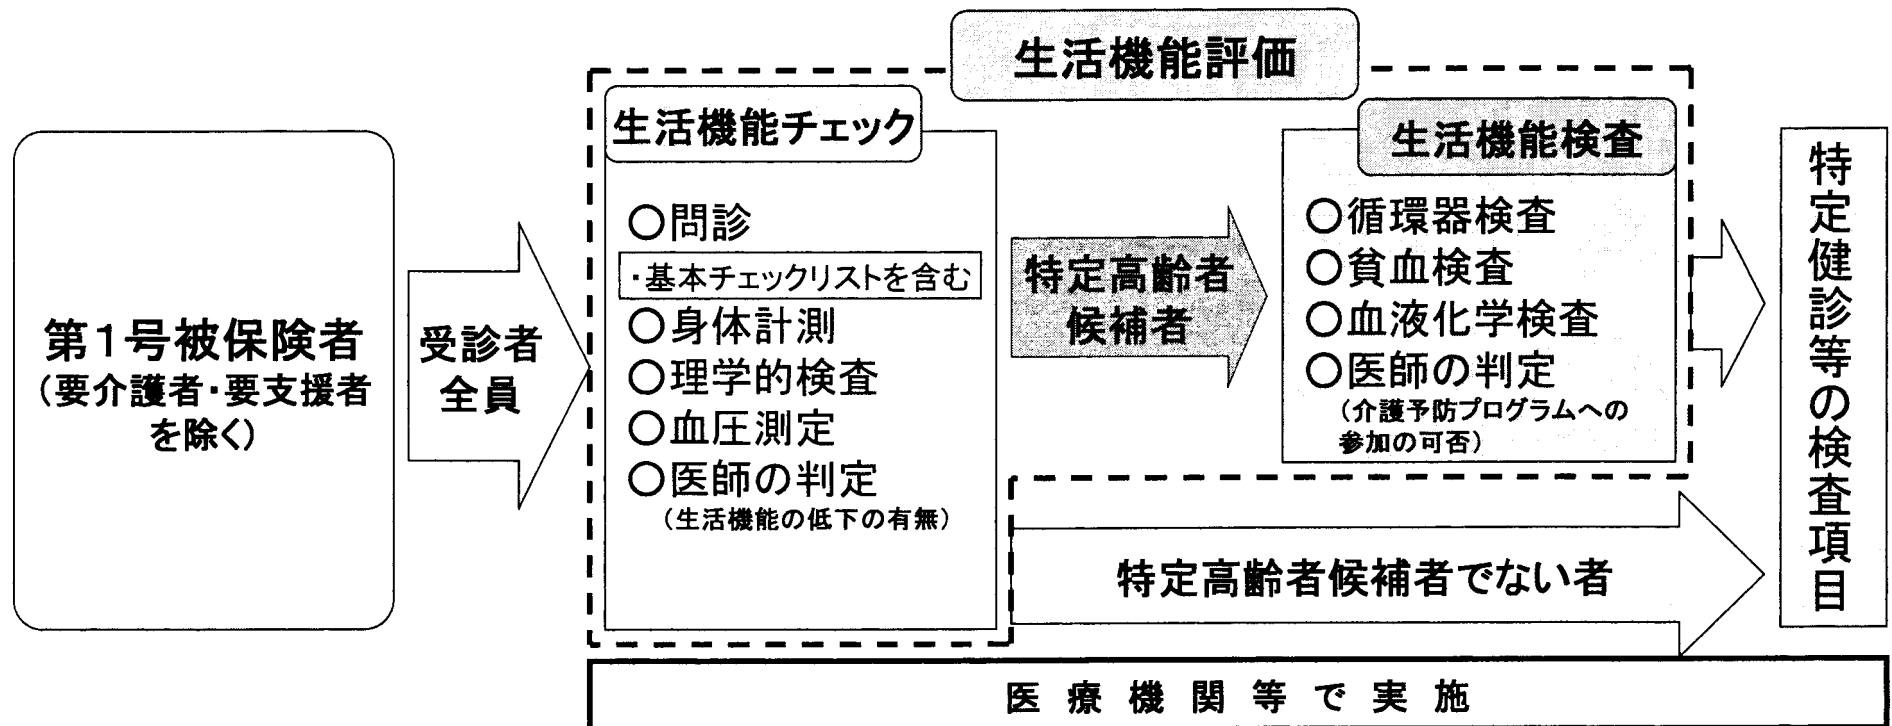 生活機能評価
第1号被保険者
（要介護者・要支援者
を除く）
受診者
全員
生活機能チェック
○問診
・基本チェックリストを含む
○身体計測
○理学的検査
○血圧測定
○医師の判定
（生活機能の低下の有無）
特定高齢者
候補者
生活機能検査
○循環器検査
○貧血検査
○血液化学検査
○医師の判定
（介護予防プログラムへの
参加の可否）
特定高齢者候補者でない者
特定健診等の検査項目
医療機関等で実施